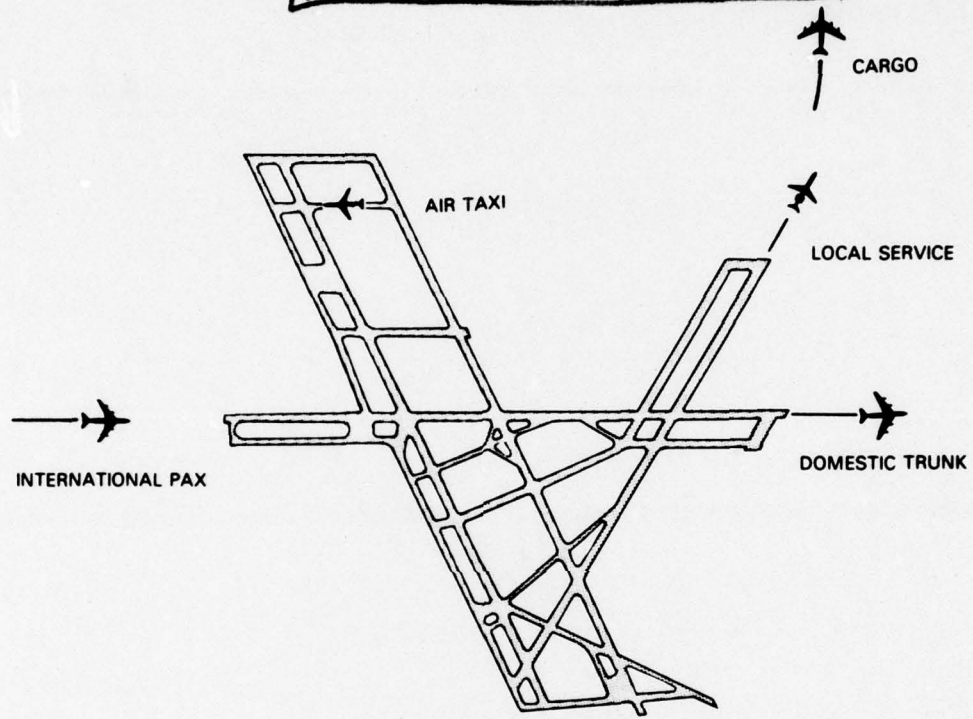 CARGO
AIR TAXI
LOCAL SERVICE
INTERNATIONAL PAX
DOMESTIC TRUNK